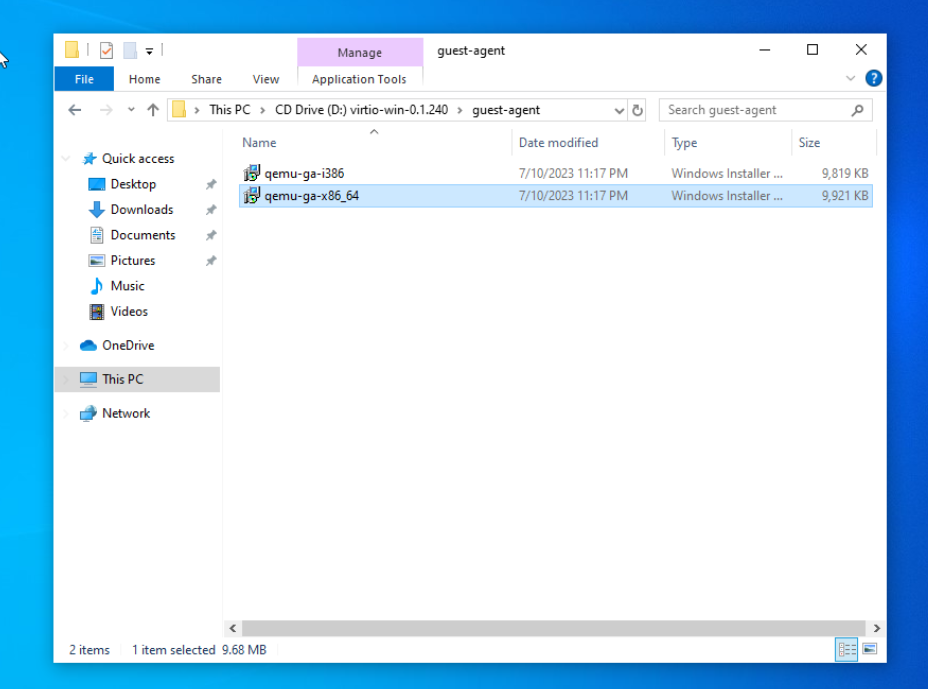 Manage guest-agent
File Home Share View Application Tools
This PC > CD Drive (D:) virtio-win-0.1.240 > guest-agent Search guest-agent
Name Date modified Type Size
Quick access
Desktop
Downloads
Documents
Pictures
Music
Videos
OneDrive
This PC
Network
qemu-ga-i386 7/10/2023 11:17 PM Windows Installer ... 9,819 KB
qemu-ga-x86_64 7/10/2023 11:17 PM Windows Installer ... 9,921 KB
2 items 1 item selected 9.68 MB